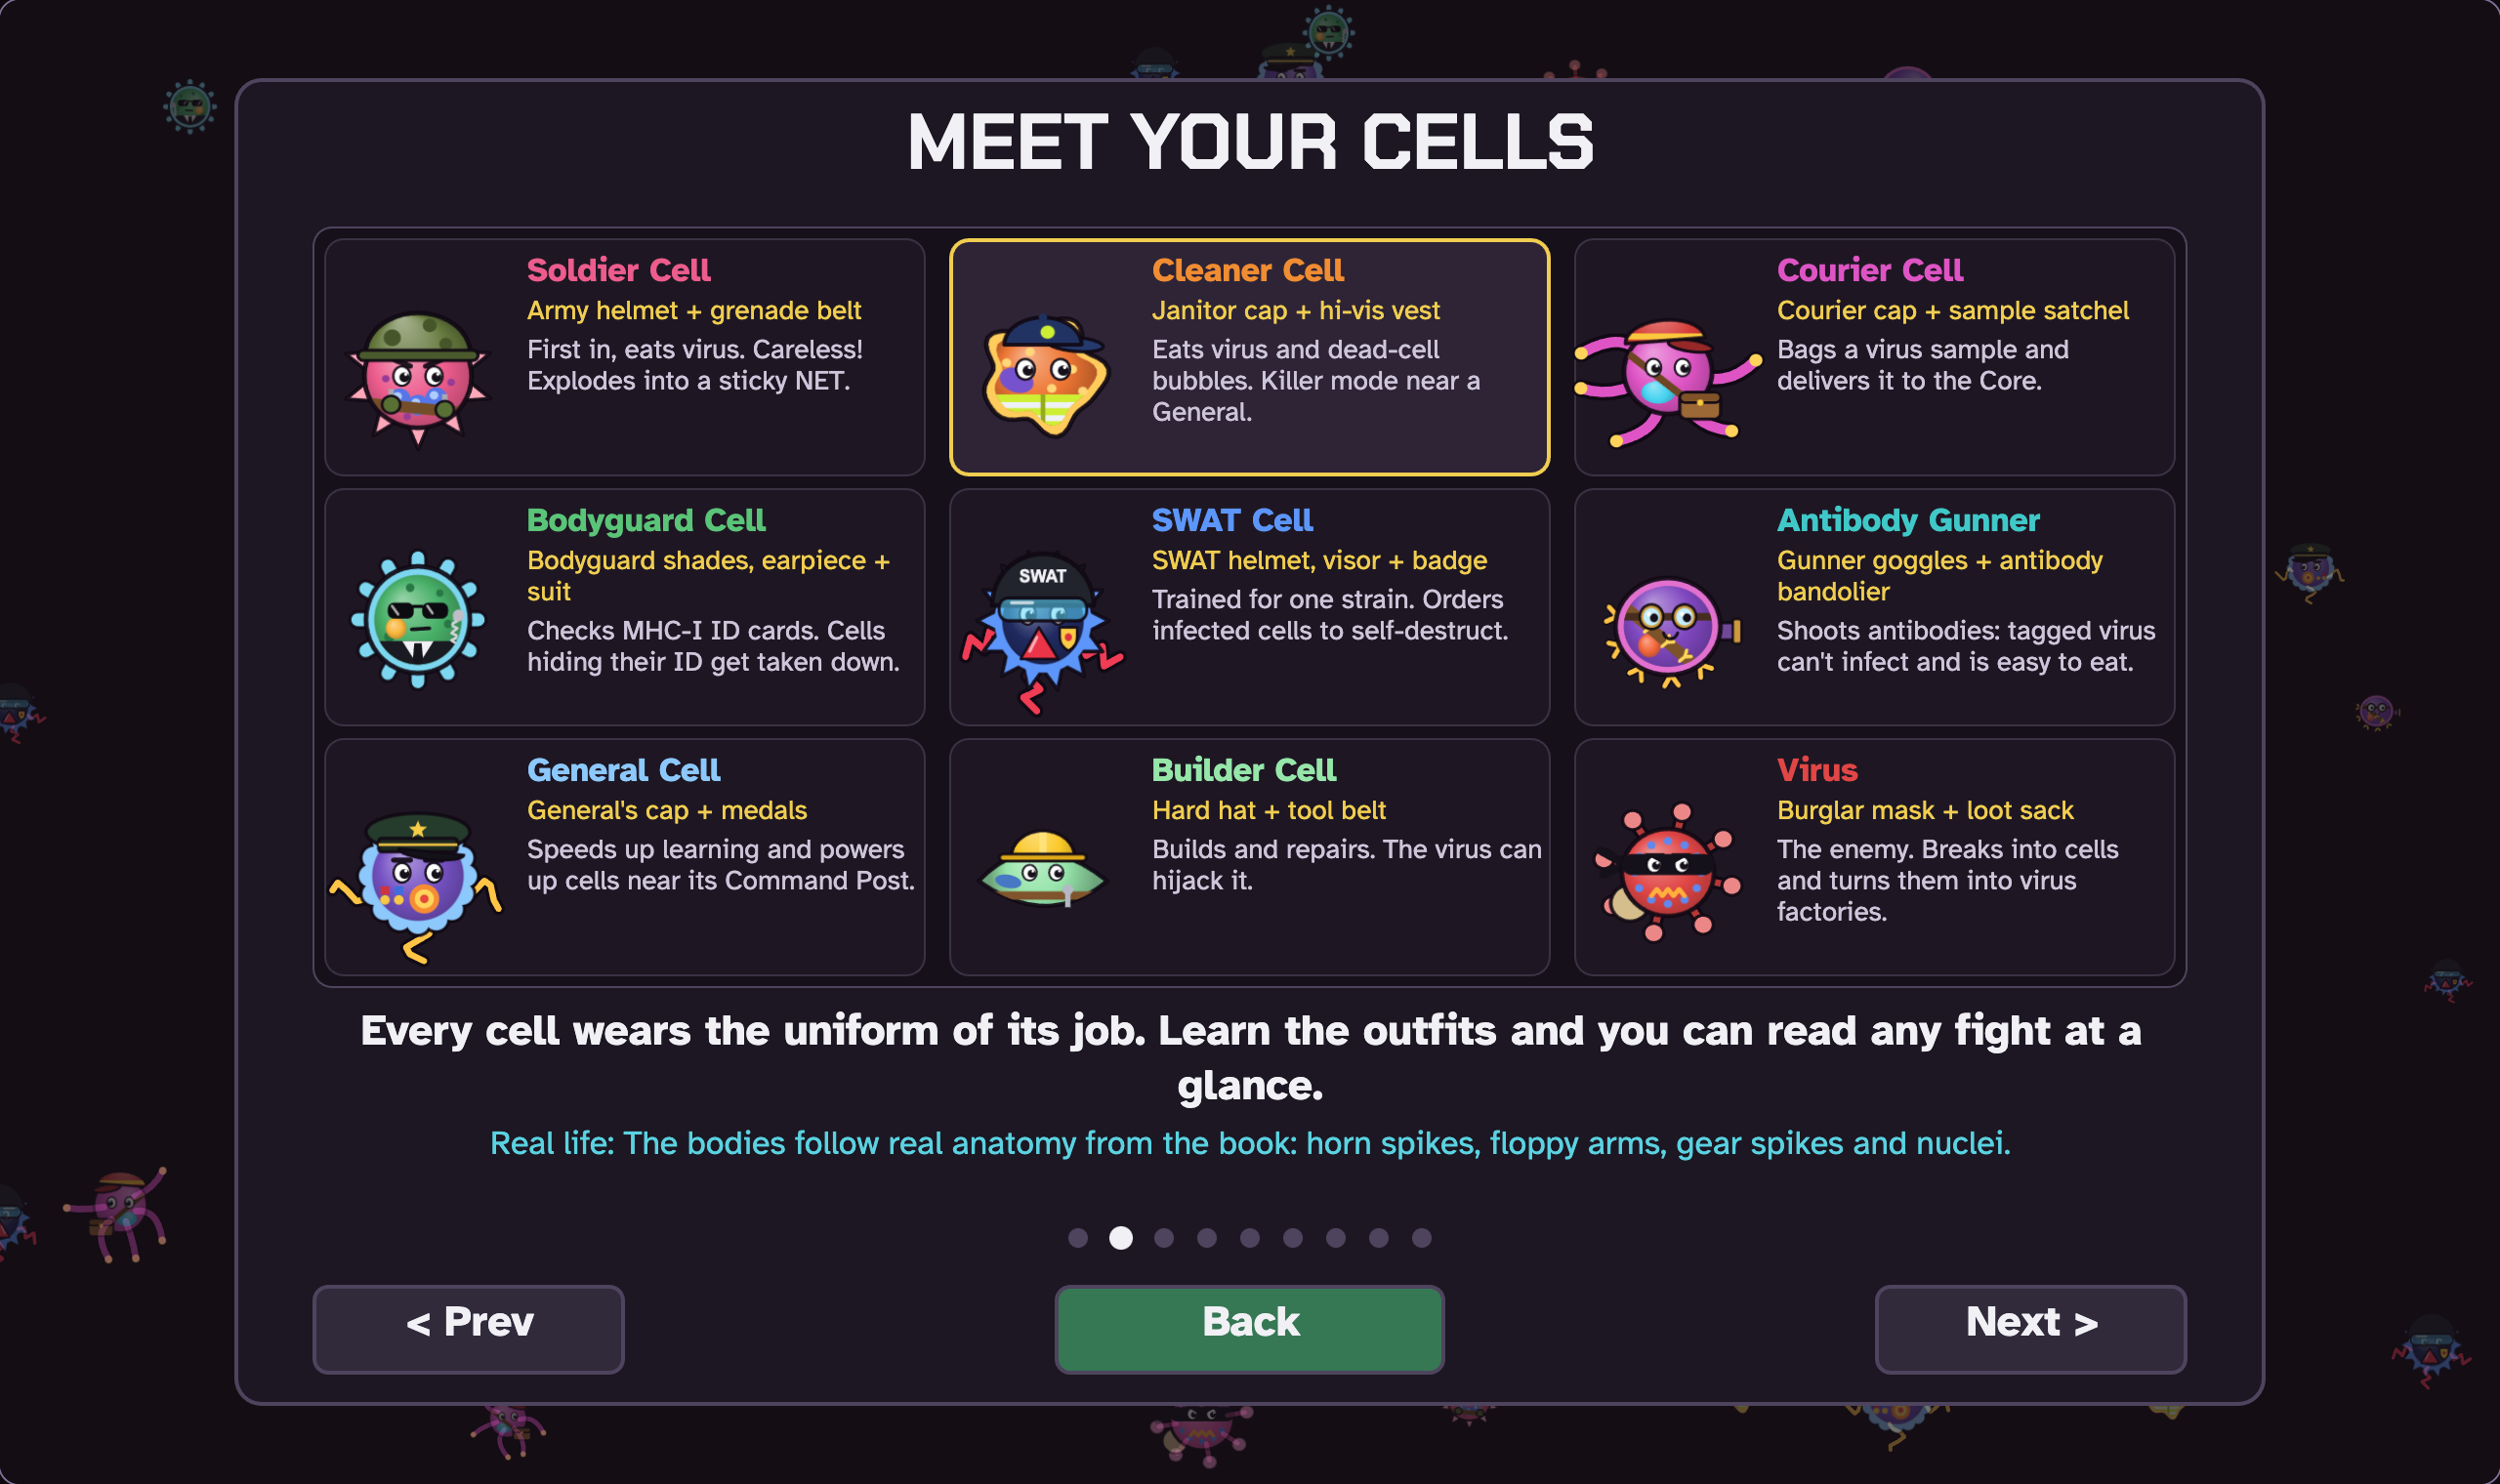 MEET YOUR CELLS
Soldier Cell
Army helmet + grenade belt
First in, eats virus. Careless!
Explodes into a sticky NET.
Cleaner Cell
Janitor cap + hi-vis vest
Eats virus and dead-cell
bubbles. Killer mode near a
General.
Courier Cell
Courier cap + sample satchel
Bags a virus sample and
delivers it to the Core.
Bodyguard Cell
Bodyguard shades, earpiece +
suit
Checks MHC-I ID cards. Cells
hiding their ID get taken down.
SWAT
SWAT Cell
SWAT helmet, visor + badge
Trained for one strain. Orders
infected cells to self-destruct.
Antibody Gunner
Gunner goggles + antibody
bandolier
Shoots antibodies: tagged virus
can't infect and is easy to eat.
General Cell
General's cap + medals
Speeds up learning and powers
up cells near its Command Post.
Builder Cell
Hard hat + tool belt
Builds and repairs. The virus can
hijack it.
Virus
Burglar mask + loot sack
The enemy. Breaks into cells
and turns them into virus
factories.
Every cell wears the uniform of its job. Learn the outfits and you can read any fight at a
glance.
Real life: The bodies follow real anatomy from the book: horn spikes, floppy arms, gear spikes and nuclei.
< Prev
Back
Next >